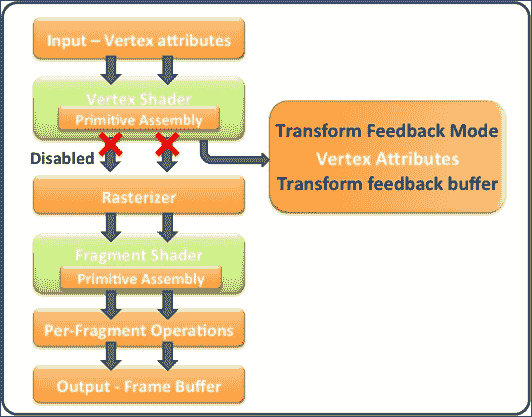 Input – Vertex attributes
Vertex Shader
Primitive Assembly
Disabled
Transform Feedback Mode
Vertex Attributes
Transform feedback buffer
Rasterizer
Fragment Shader
Primitive Assembly
Per-Fragment Operations
Output - Frame Buffer